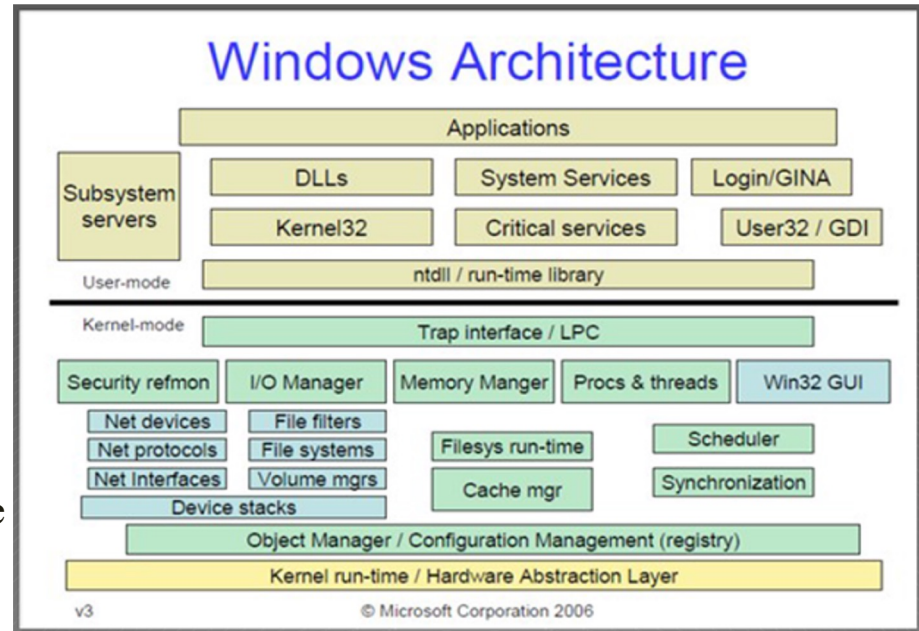 Windows Architecture
Applications
Subsystem servers
DLLs
System Services
Login/GINA
Kernel32
Critical services
User32 / GDI
User-mode
ntdll / run-time library
Kernel-mode
Trap interface / LPC
Security refmon
I/O Manager
Memory Manger
Procs & threads
Win32 GUI
Net devices
File filters
Net protocols
File systems
Filesys run-time
Scheduler
Net Interfaces
Volume mgrs
Cache mgr
Synchronization
e
Device stacks
Object Manager / Configuration Management (registry)
Kernel run-time / Hardware Abstraction Layer
v3
© Microsoft Corporation 2006